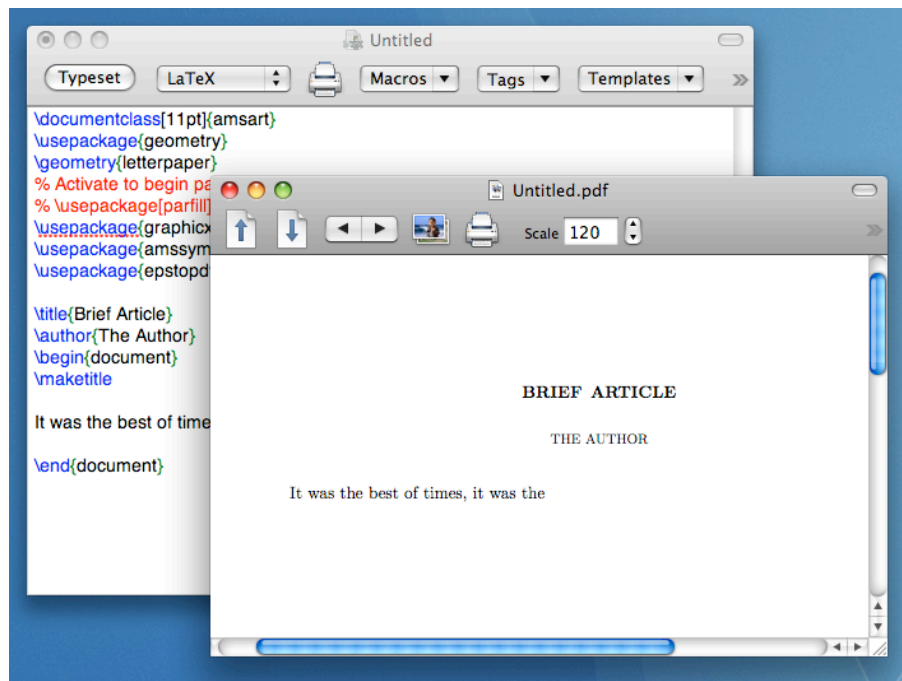 Untitled
Typeset LaTeX Macros Tags Templates
\documentclass[11pt]{amsart}
\usepackage{geometry}
\geometry{letterpaper}
% Activate to begin pa
% \usepackage[parfill]
\usepackage{graphicx
\usepackage{amssym
\usepackage{epstopd
\title{Brief Article}
\author{The Author}
\begin{document}
\maketitle
It was the best of time
\end{document}
Untitled.pdf
Scale 120
BRIEF ARTICLE
THE AUTHOR
It was the best of times, it was the